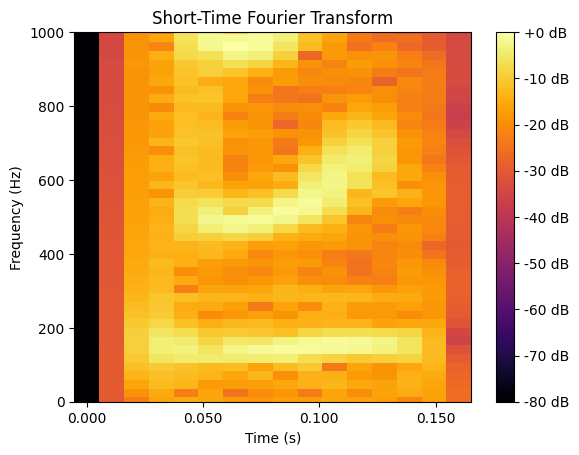 Short-Time Fourier Transform
1000
800
600
400
200
0
Frequency (Hz)
0.000
0.050
0.100
0.150
Time (s)
+0 dB
-10 dB
-20 dB
-30 dB
-40 dB
-50 dB
-60 dB
-70 dB
-80 dB